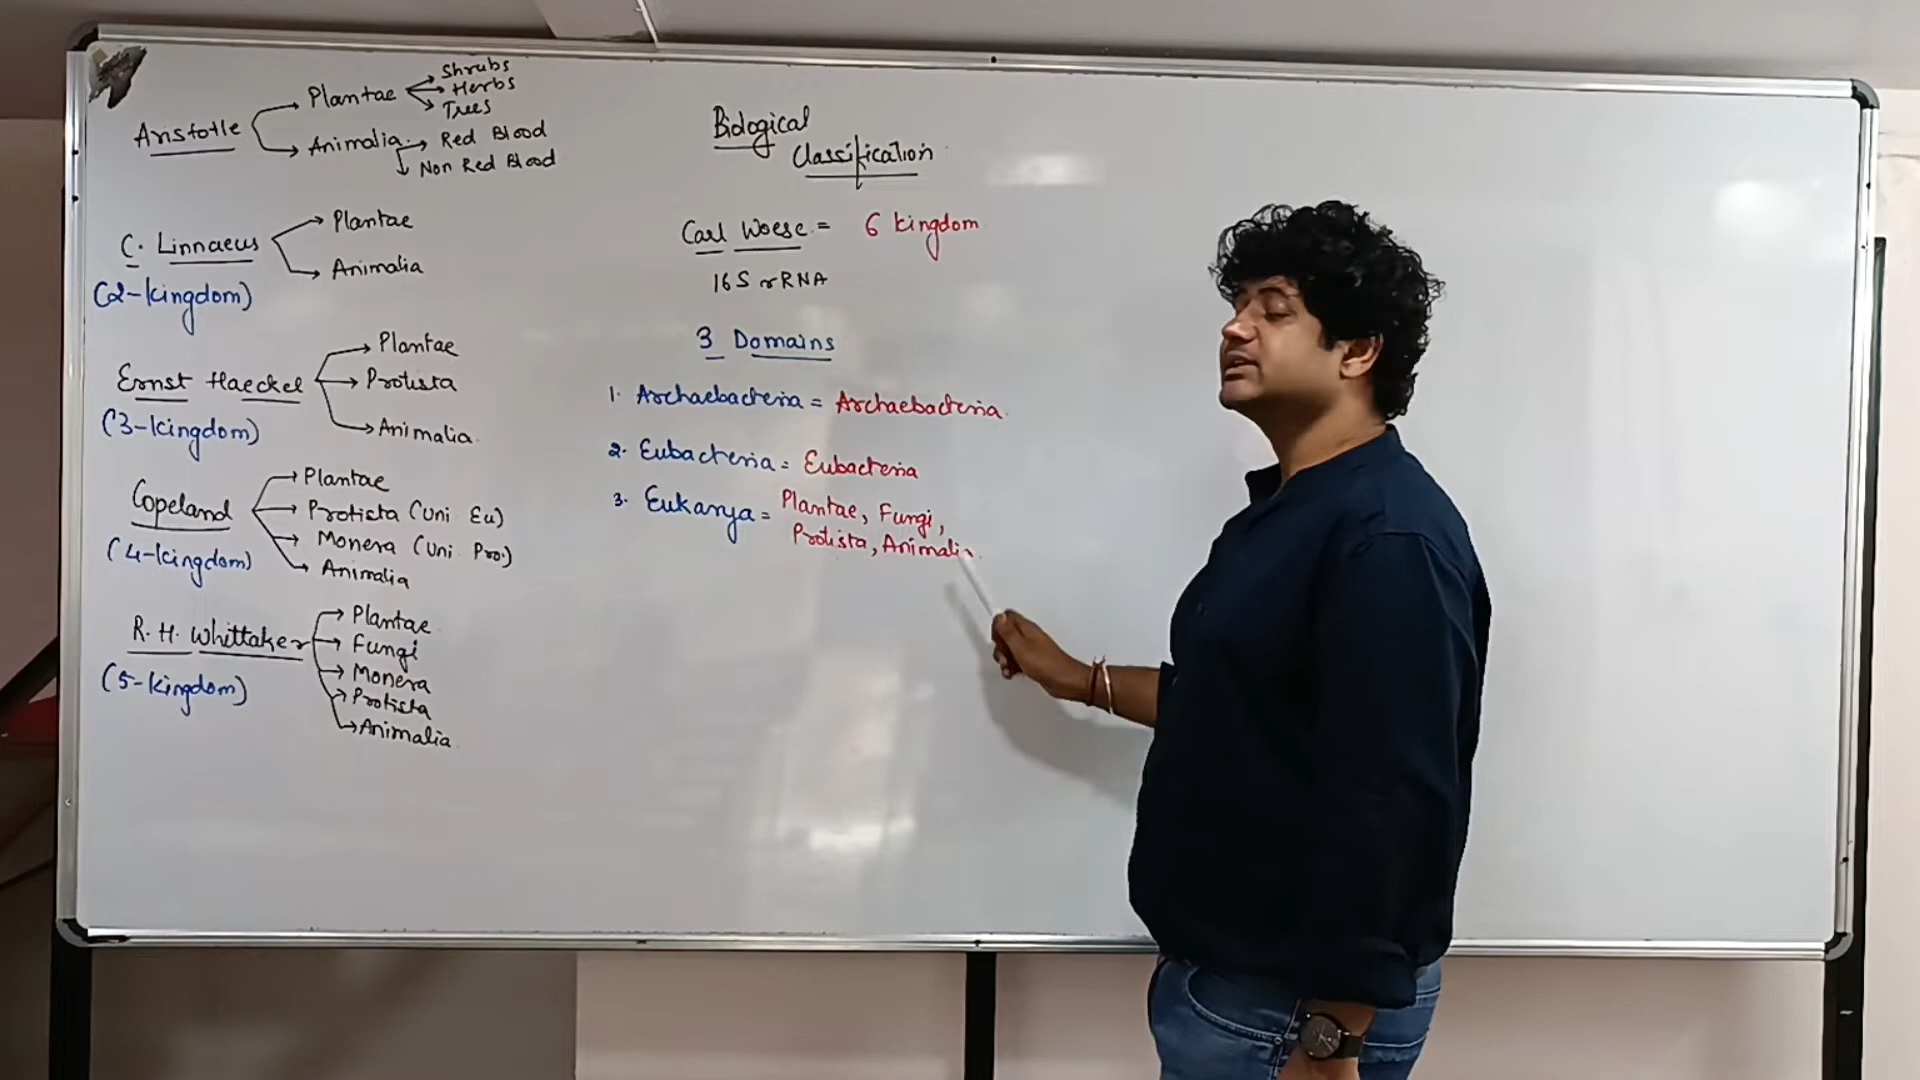 Aristotle
Plantae
Shrubs
Herbs
Trees
Animalia
Red Blood
Non Red Blood
C. Linnaeus
(2-kingdom)
Plantae
Animalia
Ernst Haeckel
(3-kingdom)
Plantae
Protista
Animalia
Copeland
(4-kingdom)
Plantae
Protista (Uni Eu)
Monera (Uni Pro.)
Animalia
R. H. Whittaker
(5-kingdom)
Plantae
Fungi
Monera
Protista
Animalia
Biological
Classification
Carl Woese = 6 kingdom
16S rRNA
3 Domains
1. Archaebacteria = Archaebacteria
2. Eubacteria = Eubacteria
3. Eukarya = Plantae, Fungi,
Protista, Animalia